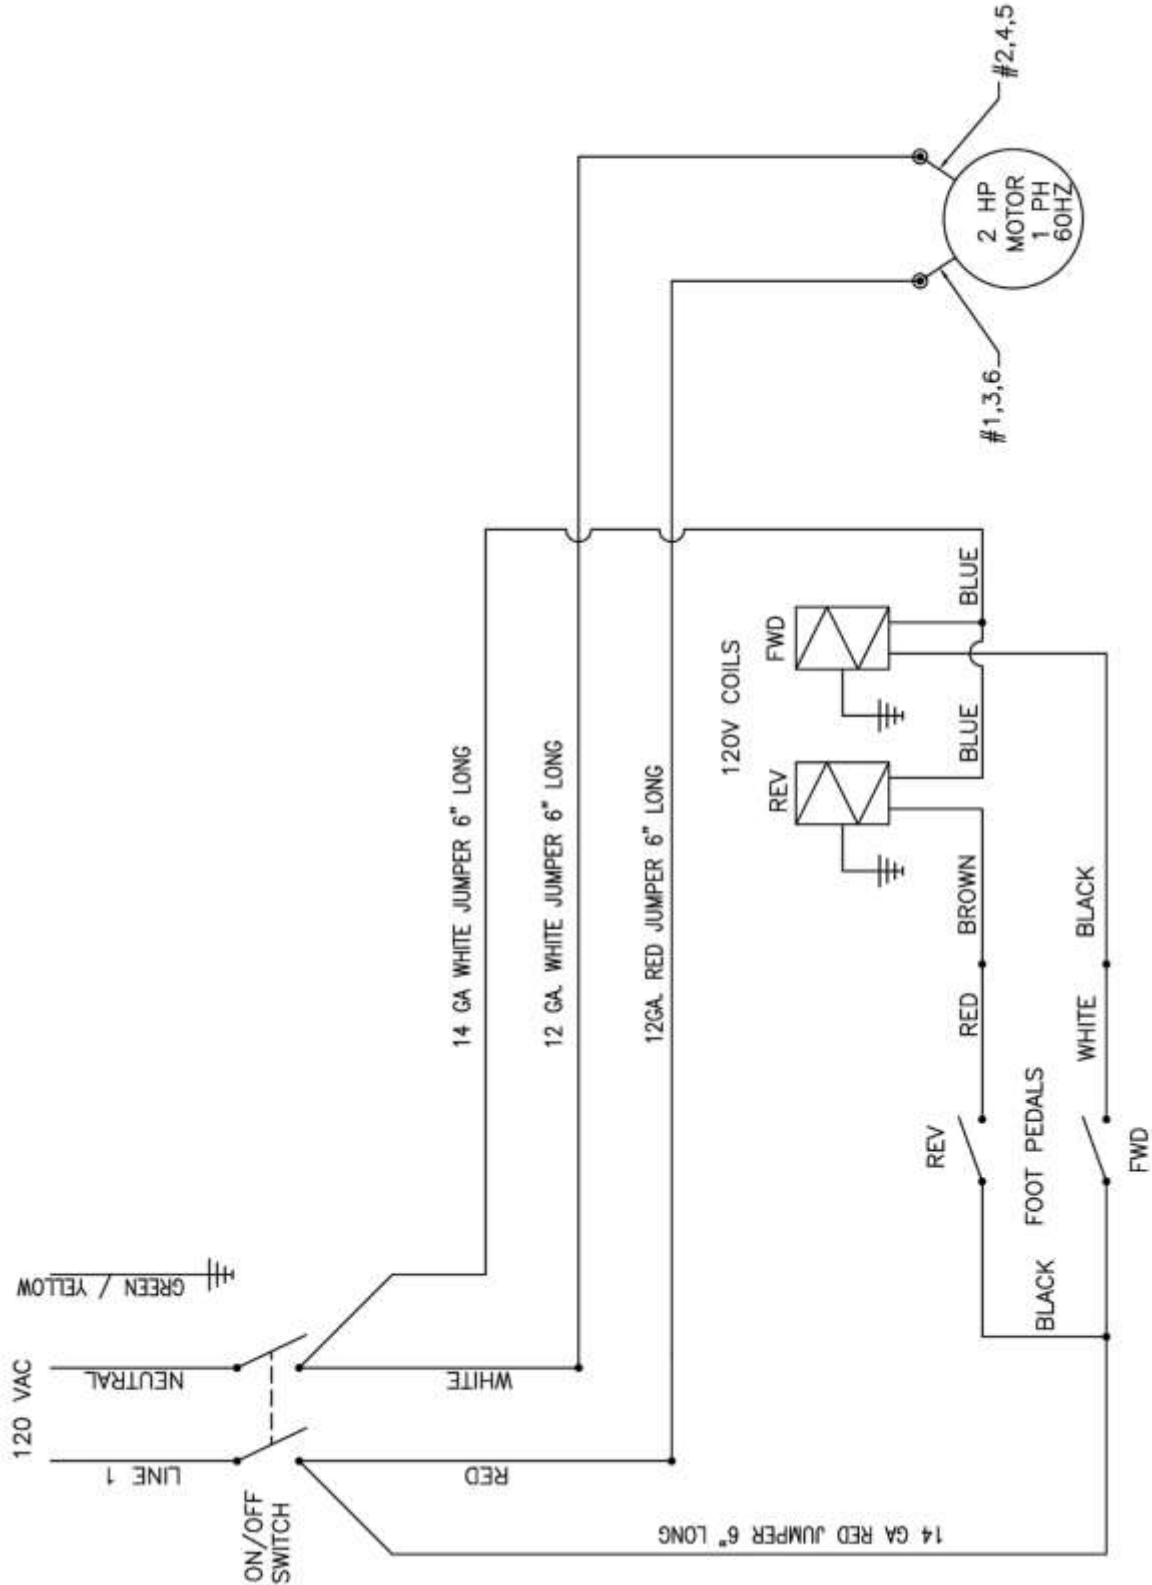 120 VAC
LINE 1
NEUTRAL
GREEN / YELLOW
ON/OFF
SWITCH
RED
WHITE
14 GA RED JUMPER 6" LONG
14 GA WHITE JUMPER 6" LONG
12 GA. WHITE JUMPER 6" LONG
12GA. RED JUMPER 6" LONG
120V COILS
REV
FWD
BLUE
BLUE
BROWN
BLACK
RED
WHITE
REV
FOOT PEDALS
FWD
BLACK
#1,3,6
#2,4,5
2 HP
MOTOR
1 PH
60HZ